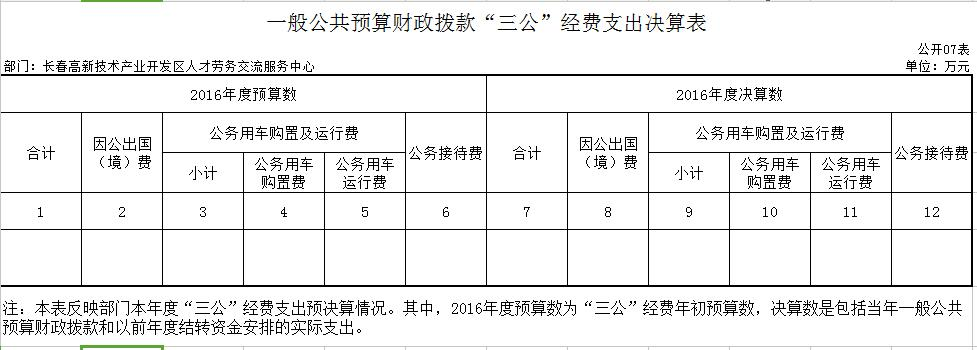 一般公共预算财政拨款“三公”经费支出决算表
公开07表
部门：长春高新技术产业开发区人才劳务交流服务中心
单位：万元
2016年度预算数 2016年度决算数
合计 因公出国（境）费 公务用车购置及运行费 公务接待费 合计 因公出国（境）费 公务用车购置及运行费 公务接待费
小计 公务用车购置费 公务用车运行费 小计 公务用车购置费 公务用车运行费
1 2 3 4 5 6 7 8 9 10 11 12
注：本表反映部门本年度“三公”经费支出预决算情况。其中，2016年度预算数为“三公”经费年初预算数，决算数是包括当年一般公共
预算财政拨款和以前年度结转资金安排的实际支出。